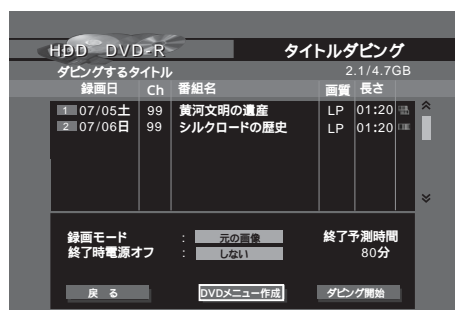 HDD DVD-R タイトルダビング
ダビングするタイトル 2.1/4.7GB
録画日 Ch 番組名 画質 長さ
1 07/05土 99 黄河文明の遺産 LP 01:20
2 07/06日 99 シルクロードの歴史 LP 01:20
録画モード : 元の画像 終了予測時間
終了時電源オフ : しない 80分
戻る DVDメニュー作成 ダビング開始